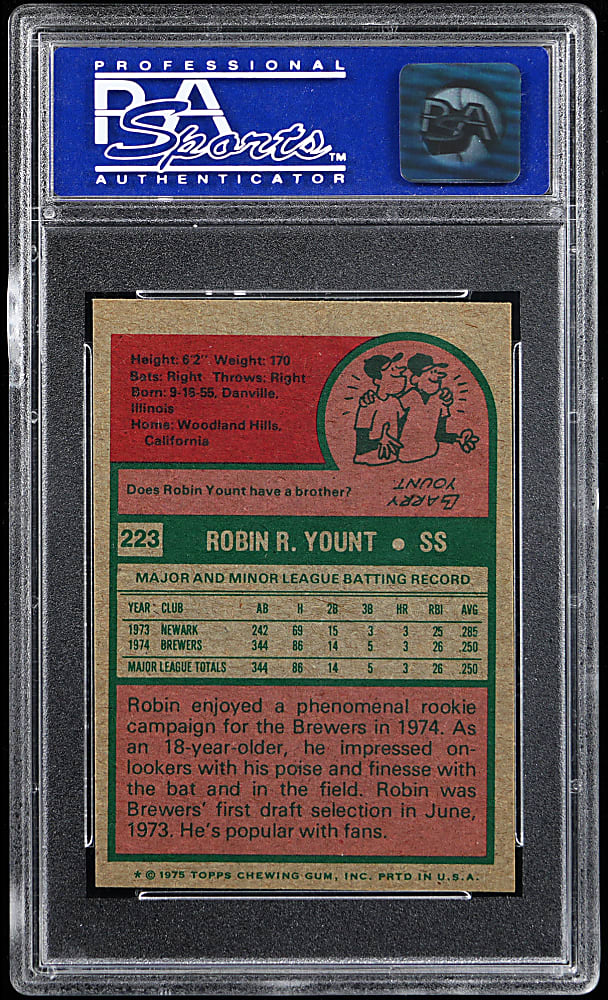 PROFESSIONAL
PSA
Sports™
AUTHENTICATOR
PSA
Height: 6'2" Weight: 170
Bats: Right Throws: Right
Born: 9-16-55, Danville,
Illinois
Home: Woodland Hills,
California
Does Robin Yount have a brother?
LARRY
YOUNT
223 ROBIN R. YOUNT • SS
MAJOR AND MINOR LEAGUE BATTING RECORD
YEAR CLUB AB H 2B 3B HR RBI AVG
1973 NEWARK 242 69 15 3 3 25 .285
1974 BREWERS 344 86 14 5 3 26 .250
MAJOR LEAGUE TOTALS 344 86 14 5 3 26 .250
Robin enjoyed a phenomenal rookie
campaign for the Brewers in 1974. As
an 18-year-older, he impressed on-
lookers with his poise and finesse with
the bat and in the field. Robin was
Brewers' first draft selection in June,
1973. He's popular with fans.
* © 1975 TOPPS CHEWING GUM, INC. PRTD IN U.S.A.